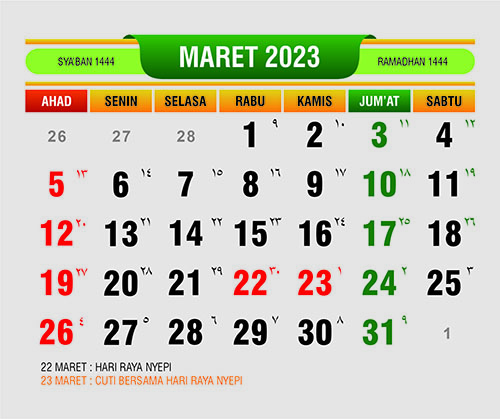 SYA'BAN 1444 MARET 2023 RAMADHAN 1444
AHAD SENIN SELASA RABU KAMIS JUM'AT SABTU
26 27 28 1 ٩ 2 ١٠ 3 ١١ 4 ١٢
5 ١٣ 6 ١٤ 7 ١٥ 8 ١٦ 9 ١٧ 10 ١٨ 11 ١٩
12 ٢٠ 13 ٢١ 14 ٢٢ 15 ٢٣ 16 ٢٤ 17 ٢٥ 18 ٢٦
19 ٢٧ 20 ٢٨ 21 ٢٩ 22 ٣٠ 23 ١ 24 ٢ 25 ٣
26 ٤ 27 ٥ 28 ٦ 29 ٧ 30 ٨ 31 ٩ 1
22 MARET : HARI RAYA NYEPI
23 MARET : CUTI BERSAMA HARI RAYA NYEPI